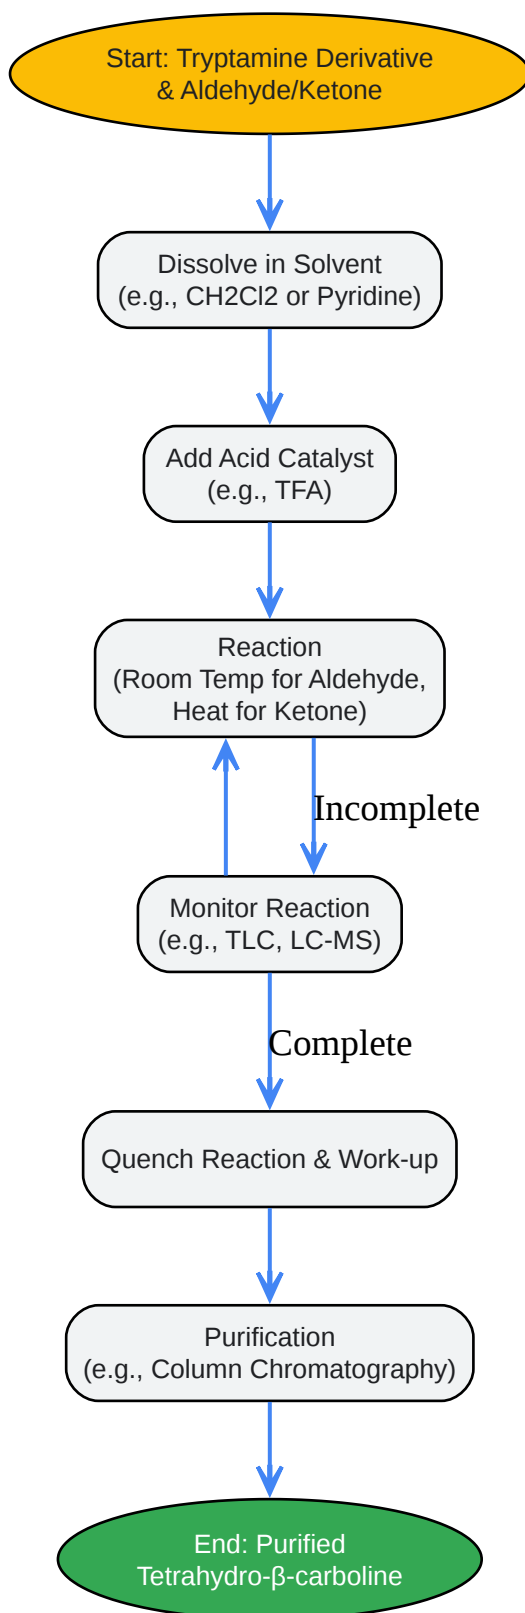 Start: Tryptamine Derivative
& Aldehyde/Ketone
Dissolve in Solvent
(e.g., CH2Cl2 or Pyridine)
Add Acid Catalyst
(e.g., TFA)
Reaction
(Room Temp for Aldehyde,
Heat for Ketone)
Incomplete
Monitor Reaction
(e.g., TLC, LC-MS)
Complete
Quench Reaction & Work-up
Purification
(e.g., Column Chromatography)
End: Purified
Tetrahydro-β-carboline